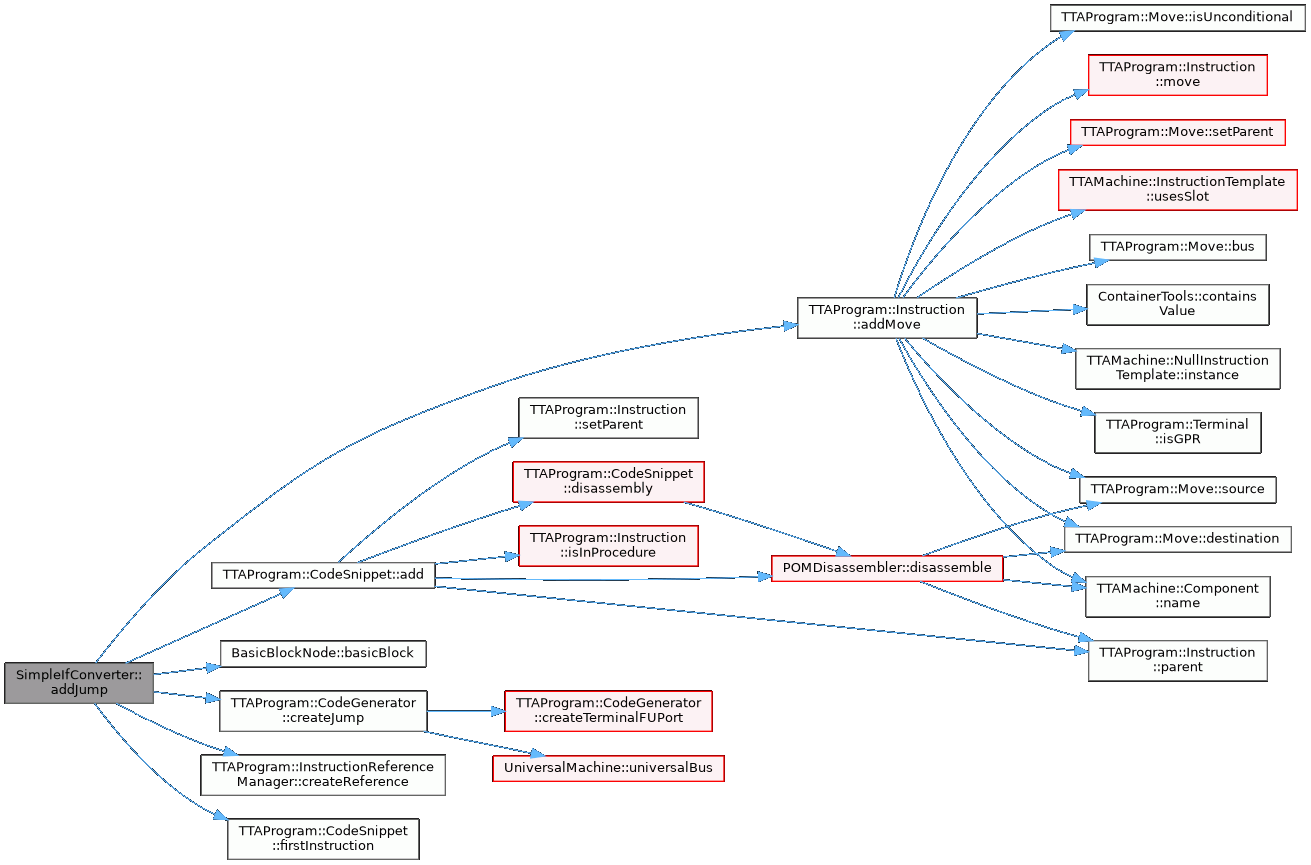 TTAProgram::Move::isUnconditional
TTAProgram::Instruction
::move
TTAProgram::Move::setParent
TTAMachine::InstructionTemplate
::usesSlot
TTAProgram::Move::bus
ContainerTools::contains
Value
TTAProgram::Instruction
::addMove
TTAMachine::NullInstruction
Template::instance
TTAProgram::Instruction
::setParent
TTAProgram::Terminal
::isGPR
TTAProgram::CodeSnippet
::disassembly
TTAProgram::Move::source
TTAProgram::Instruction
::isInProcedure
TTAProgram::Move::destination
TTAProgram::CodeSnippet::add
POMDisassembler::disassemble
TTAMachine::Component
::name
BasicBlockNode::basicBlock
TTAProgram::Instruction
::parent
SimpleIfConverter::
addJump
TTAProgram::CodeGenerator
::createJump
TTAProgram::CodeGenerator
::createTerminalFUPort
TTAProgram::InstructionReference
Manager::createReference
UniversalMachine::universalBus
TTAProgram::CodeSnippet
::firstInstruction